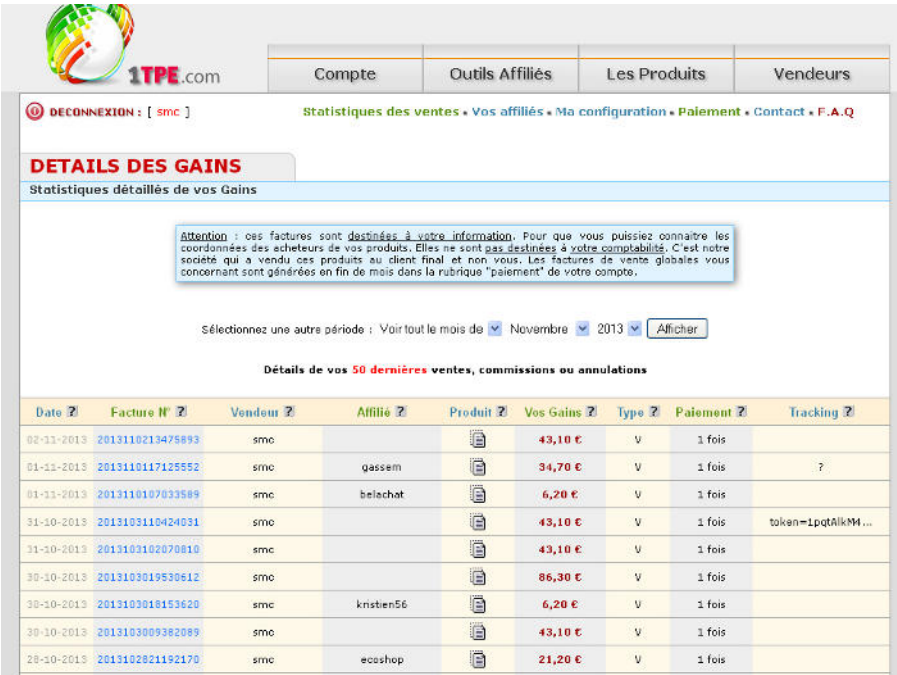 1TPE.com
Compte Outils Affiliés Les Produits Vendeurs
DECONNEXION : [ smc ] Statistiques des ventes • Vos affiliés • Ma configuration • Paiement • Contact • F.A.Q
DETAILS DES GAINS
Statistiques détaillés de vos Gains
Attention : ces factures sont destinées à votre information. Pour que vous puissiez connaitre les
coordonnées des acheteurs de vos produits. Elles ne sont pas destinées à votre comptabilité. C'est notre
société qui a vendu ces produits au client final et non vous. Les factures de vente globales vous
concernant sont générées en fin de mois dans la rubrique "paiement" de votre compte.
Sélectionnez une autre période : Voir tout le mois de Novembre 2013 Afficher
Détails de vos 50 dernières ventes, commissions ou annulations
Date ? Facture N° ? Vendeur ? Affilié ? Produit ? Vos Gains ? Type ? Paiement ? Tracking ?
02-11-2013 2013110213475893 smc 43,10 € V 1 fois
01-11-2013 2013110117125552 smc gassem 34,70 € V 1 fois ?
01-11-2013 2013110107033589 smc belachat 6,20 € V 1 fois
31-10-2013 2013103110424031 smc 43,10 € V 1 fois token=1pqtAlkM4...
31-10-2013 2013103102070810 smc 43,10 € V 1 fois
30-10-2013 2013103019530612 smc 86,30 € V 1 fois
30-10-2013 2013103018153620 smc kristien56 6,20 € V 1 fois
30-10-2013 2013103009382089 smc 43,10 € V 1 fois
28-10-2013 2013102821192170 smc ecoshop 21,20 € V 1 fois